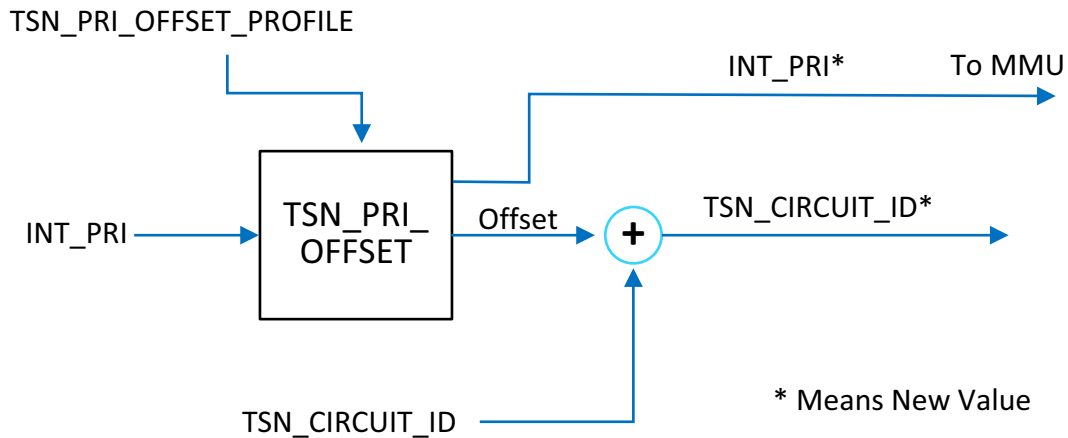 TSN_PRI_OFFSET_PROFILE
INT_PRI*
To MMU
TSN_PRI_
OFFSET
INT_PRI
Offset
+
TSN_CIRCUIT_ID*
TSN_CIRCUIT_ID
* Means New Value